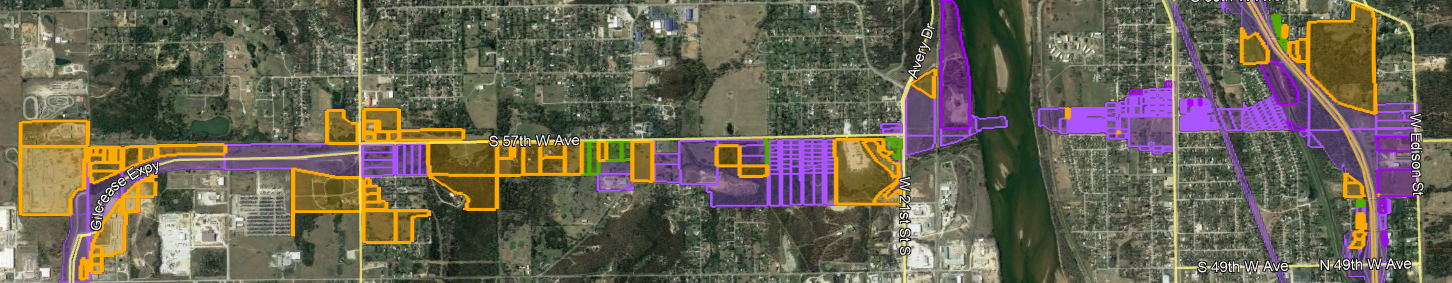 S 57th W Ave
Gilcrease Expy
Avery Dr
W 21st St S
W Edison St
S 49th W Ave
N 49th W Ave